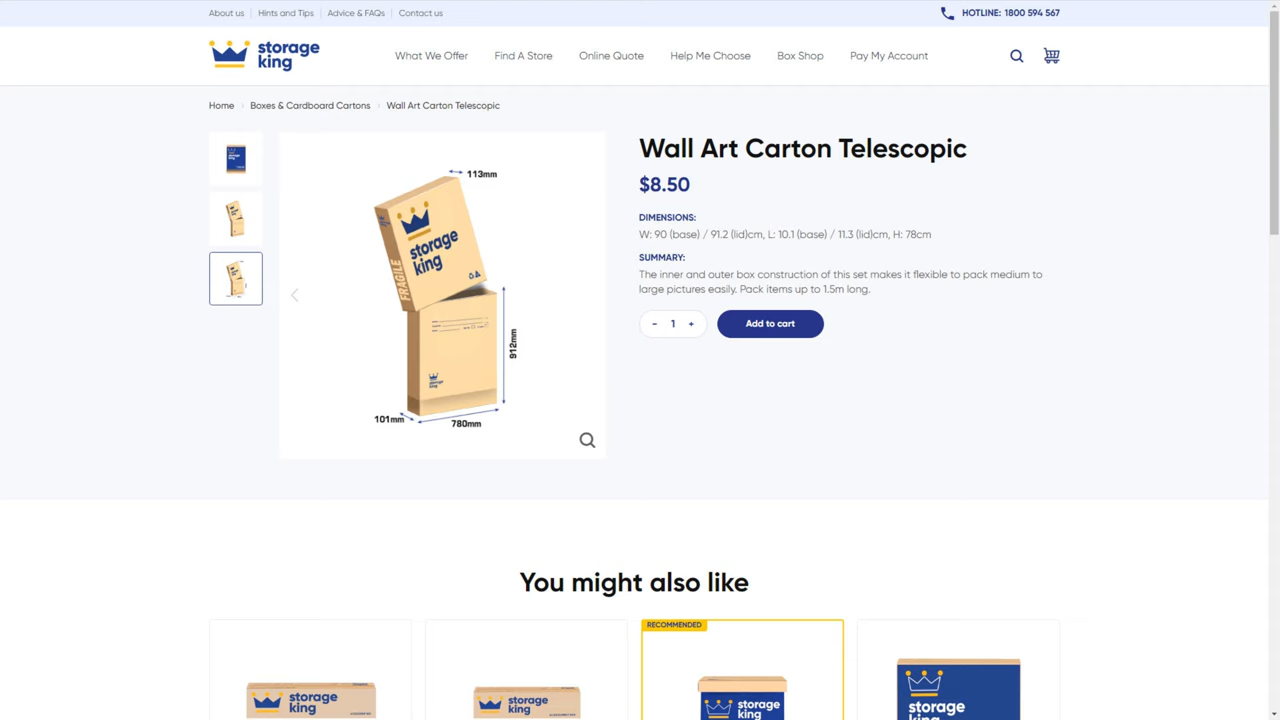 About us
Hints and Tips
Advice & FAQs
Contact us
HOTLINE: 1800 594 567
storage
king
What We Offer
Find A Store
Online Quote
Help Me Choose
Box Shop
Pay My Account
Home
Boxes & Cardboard Cartons
Wall Art Carton Telescopic
113mm
storage
king
FRAGILE
storage
king
912mm
101mm
780mm
Wall Art Carton Telescopic
$8.50
DIMENSIONS:
W: 90 (base) / 91.2 (lid)cm, L: 10.1 (base) / 11.3 (lid)cm, H: 78cm
SUMMARY:
The inner and outer box construction of this set makes it flexible to pack medium to
large pictures easily. Pack items up to 1.5m long.
- 1 +
Add to cart
You might also like
RECOMMENDED
storage
king
storage
king
storage
king
storage
king